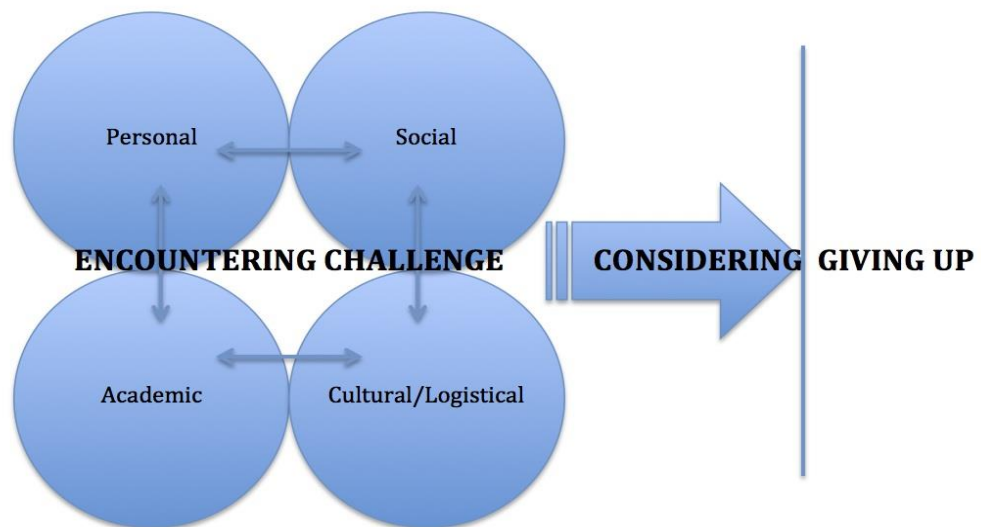 Personal
Social
ENCOUNTERING CHALLENGE
CONSIDERING GIVING UP
Academic
Cultural/Logistical